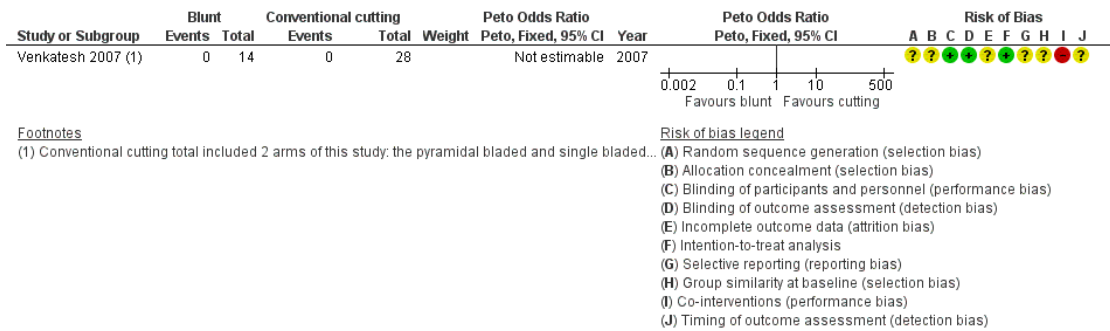 Blunt Conventional cutting Peto Odds Ratio Peto Odds Ratio Risk of Bias
Study or Subgroup Events Total Events Total Weight Peto, Fixed, 95% CI Year Peto, Fixed, 95% CI A B C D E F G H I J
Venkatesh 2007 (1) 0 14 0 28 Not estimable 2007 ? ? + + ? + ? ? - ?
0.002 0.1 1 10 500
Favours blunt Favours cutting
Footnotes
(1) Conventional cutting total included 2 arms of this study: the pyramidal bladed and single bladed...
Risk of bias legend
(A) Random sequence generation (selection bias)
(B) Allocation concealment (selection bias)
(C) Blinding of participants and personnel (performance bias)
(D) Blinding of outcome assessment (detection bias)
(E) Incomplete outcome data (attrition bias)
(F) Intention-to-treat analysis
(G) Selective reporting (reporting bias)
(H) Group similarity at baseline (selection bias)
(I) Co-interventions (performance bias)
(J) Timing of outcome assessment (detection bias)